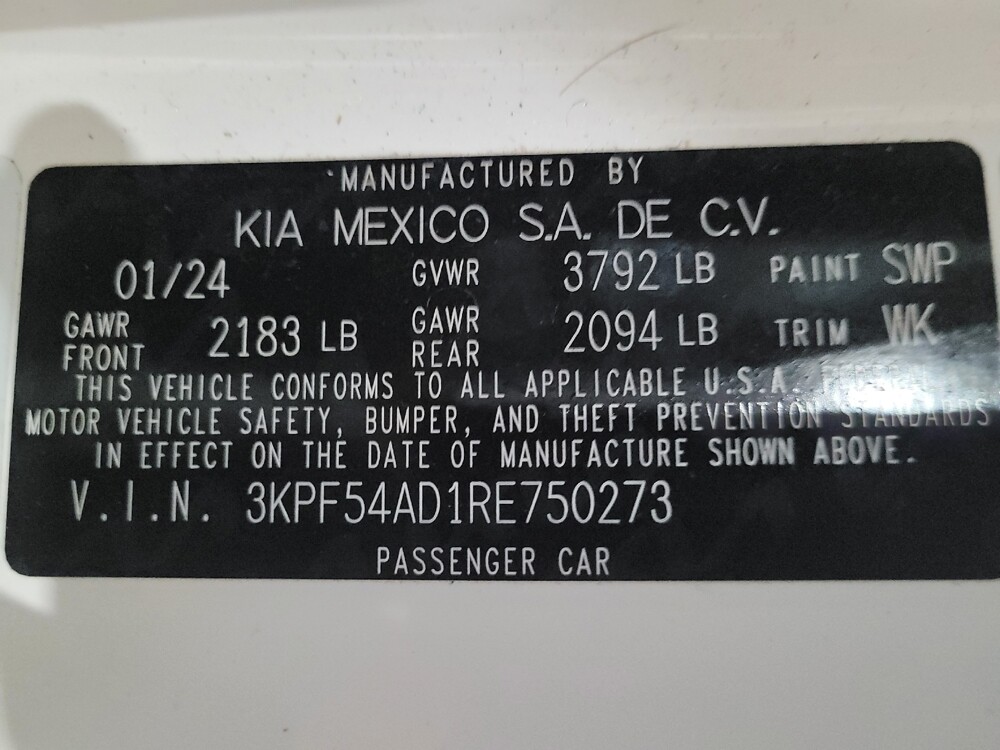 MANUFACTURED BY
KIA MEXICO S.A. DE C.V.
01/24 GVWR 3792 LB PAINT SWP
GAWR FRONT 2183 LB GAWR REAR 2094 LB TRIM WK
THIS VEHICLE CONFORMS TO ALL APPLICABLE U.S.A. FEDERAL
MOTOR VEHICLE SAFETY, BUMPER, AND THEFT PREVENTION STANDARDS
IN EFFECT ON THE DATE OF MANUFACTURE SHOWN ABOVE.
V.I.N. 3KPF54AD1RE750273
PASSENGER CAR